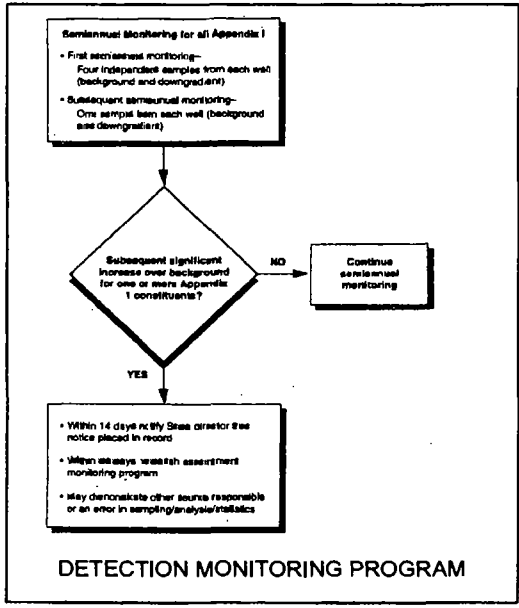 Semiannual Monitoring for all Appendix I
• First semiannual monitoring–
Four independent samples from each well
(background and downgradient)
• Subsequent semiannual monitoring–
One sample from each well (background
and downgradient)
Subsequent significant
increase over background
for one or more Appendix
1 constituents?
NO
Continue
semiannual
monitoring
YES
• Within 14 days notify State director
notice placed in record
• Within establish assessment
monitoring program
• May demonstrate other source responsible
or an error in sampling/analysis/statistics
DETECTION MONITORING PROGRAM